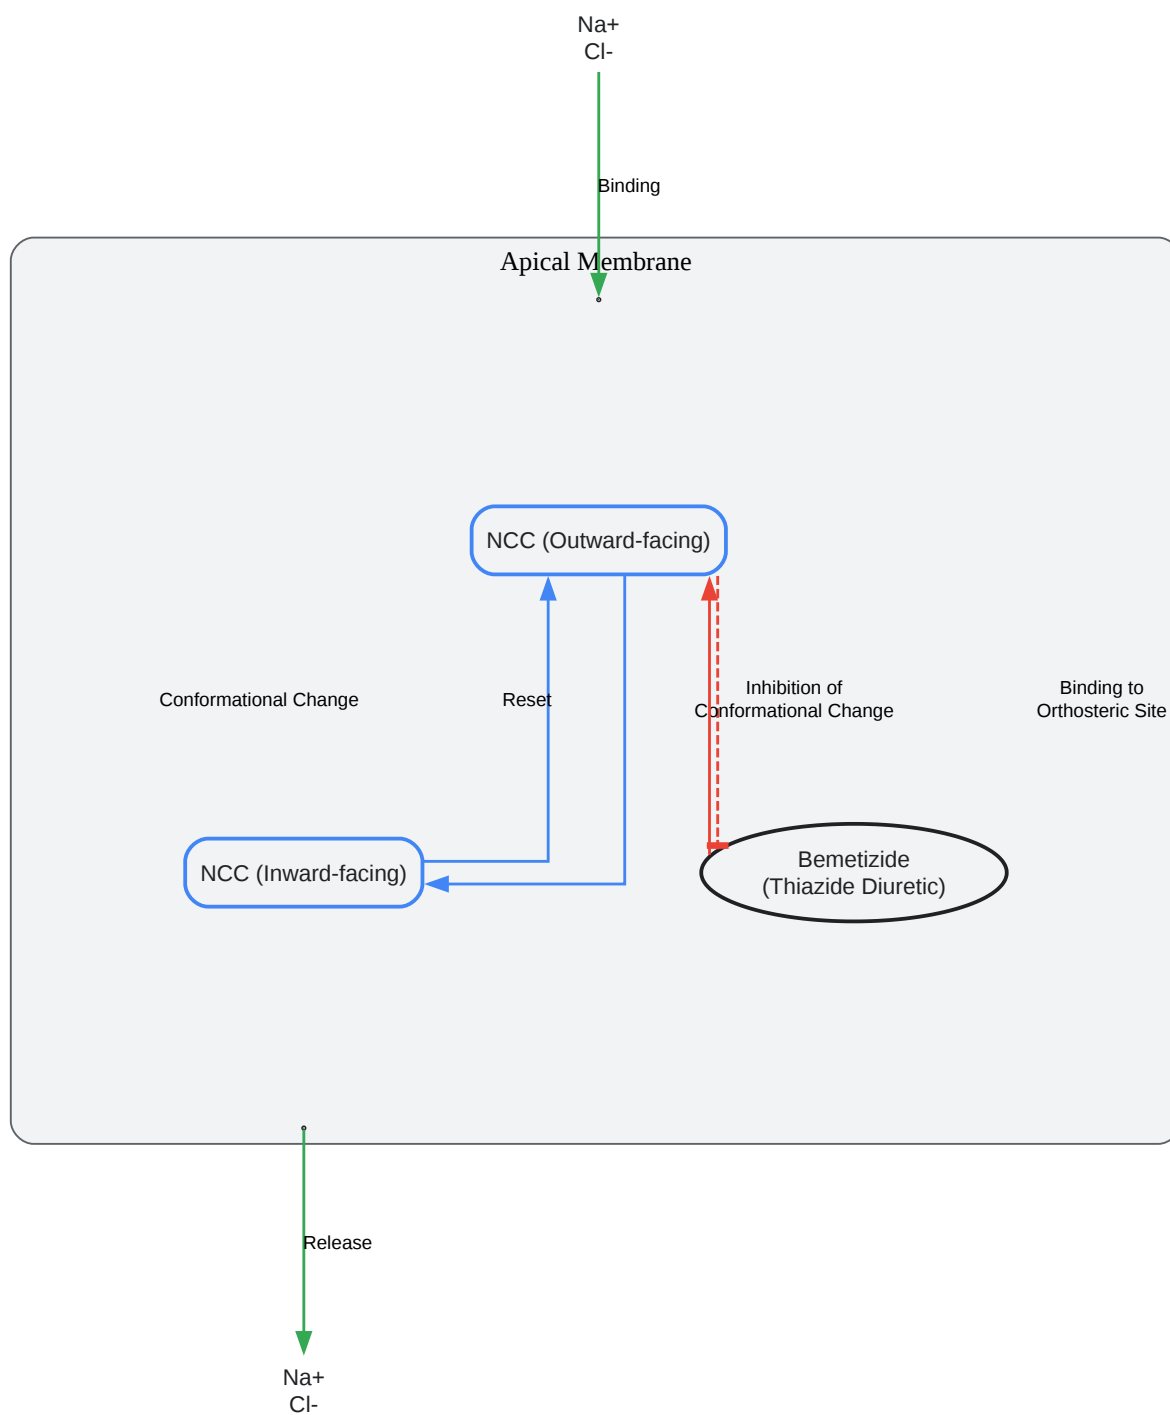 Na+
Cl-
Binding
Apical Membrane
NCC (Outward-facing)
Conformational Change
Reset
Inhibition of
Conformational Change
Binding to
Orthosteric Site
NCC (Inward-facing)
Bemetizide
(Thiazide Diuretic)
Release
Na+
Cl-